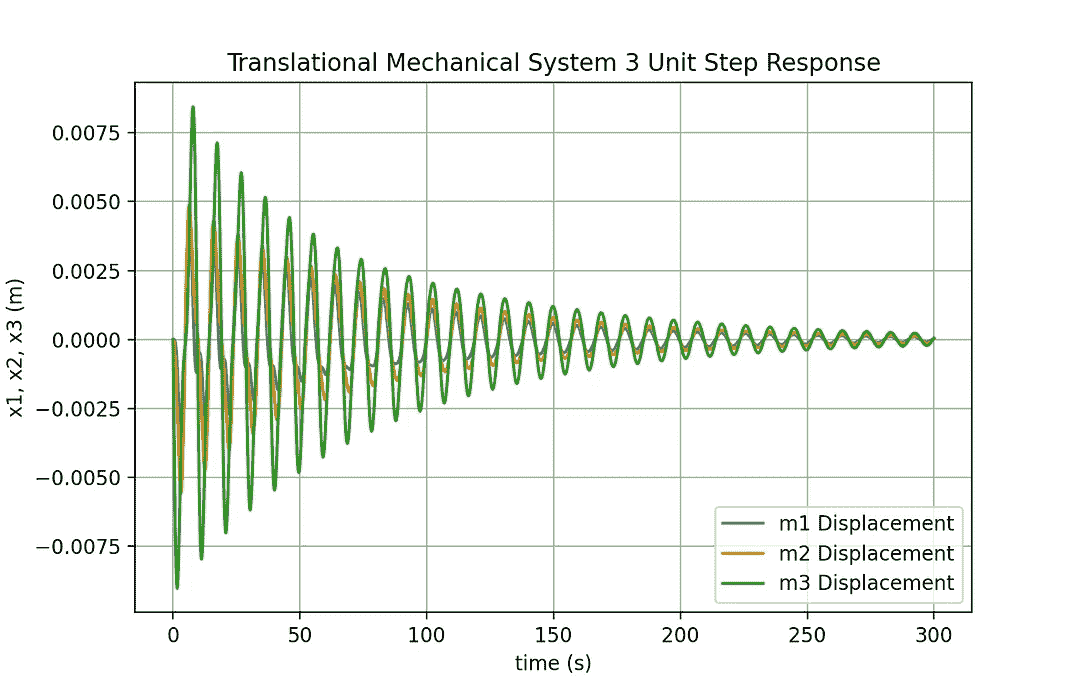 Translational Mechanical System 3 Unit Step Response
x1, x2, x3 (m)
0.0075
0.0050
0.0025
0.0000
−0.0025
−0.0050
−0.0075
m1 Displacement
m2 Displacement
m3 Displacement
0 50 100 150 200 250 300
time (s)